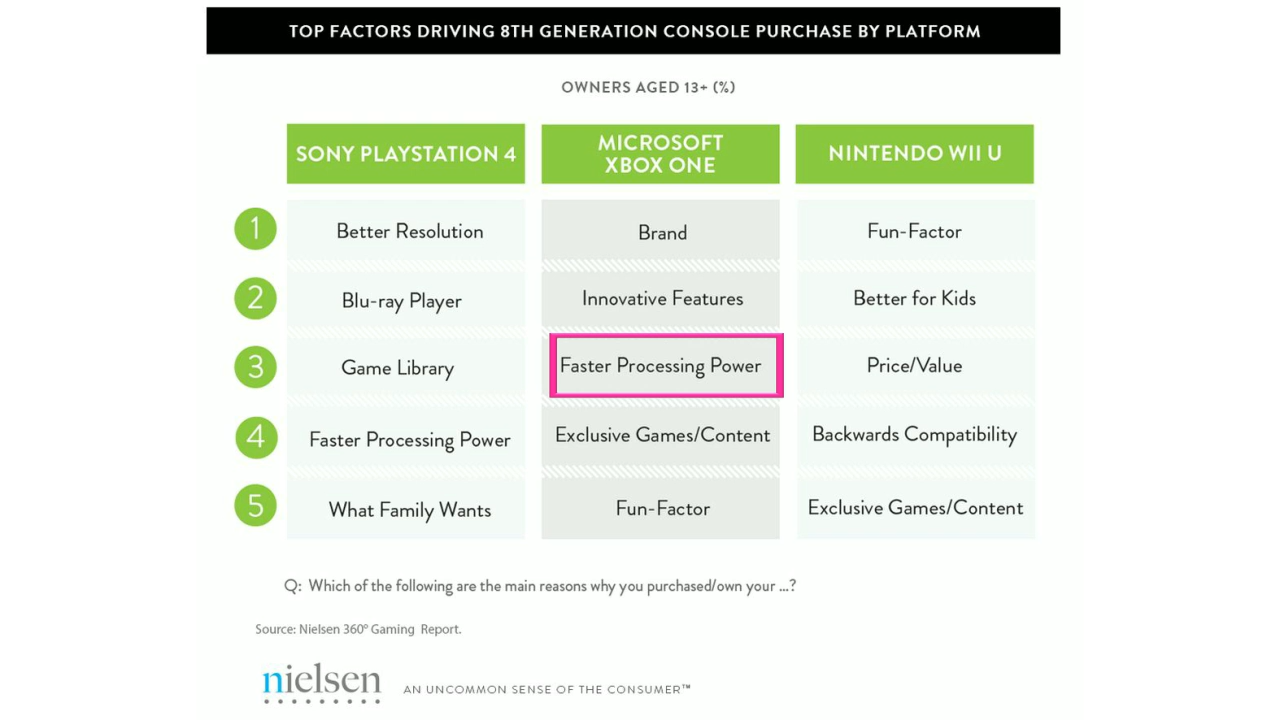 TOP FACTORS DRIVING 8TH GENERATION CONSOLE PURCHASE BY PLATFORM
OWNERS AGED 13+ (%)
SONY PLAYSTATION 4
MICROSOFT
XBOX ONE
NINTENDO WII U
1
Better Resolution
Brand
Fun-Factor
2
Blu-ray Player
Innovative Features
Better for Kids
3
Game Library
Faster Processing Power
Price/Value
4
Faster Processing Power
Exclusive Games/Content
Backwards Compatibility
5
What Family Wants
Fun-Factor
Exclusive Games/Content
Q: Which of the following are the main reasons why you purchased/own your ...?
Source: Nielsen 360° Gaming Report.
nielsen
AN UNCOMMON SENSE OF THE CONSUMER™